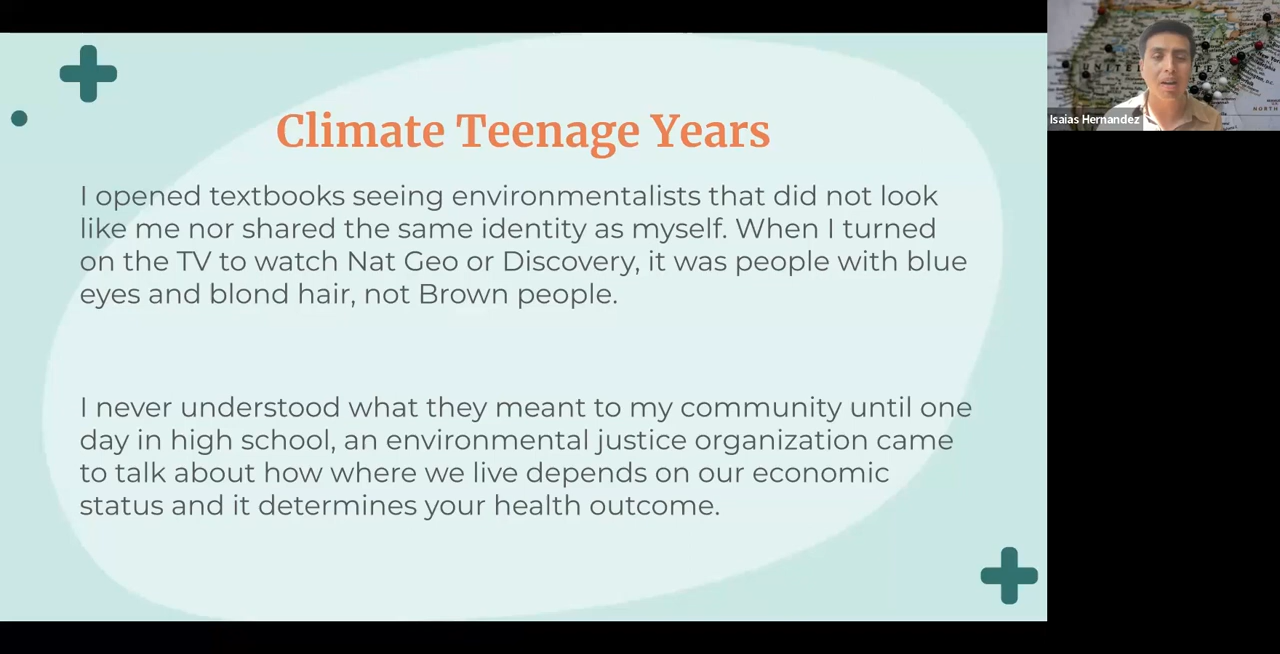 Climate Teenage Years
I opened textbooks seeing environmentalists that did not look
like me nor shared the same identity as myself. When I turned
on the TV to watch Nat Geo or Discovery, it was people with blue
eyes and blond hair, not Brown people.
I never understood what they meant to my community until one
day in high school, an environmental justice organization came
to talk about how where we live depends on our economic
status and it determines your health outcome.
Isaias Hernandez